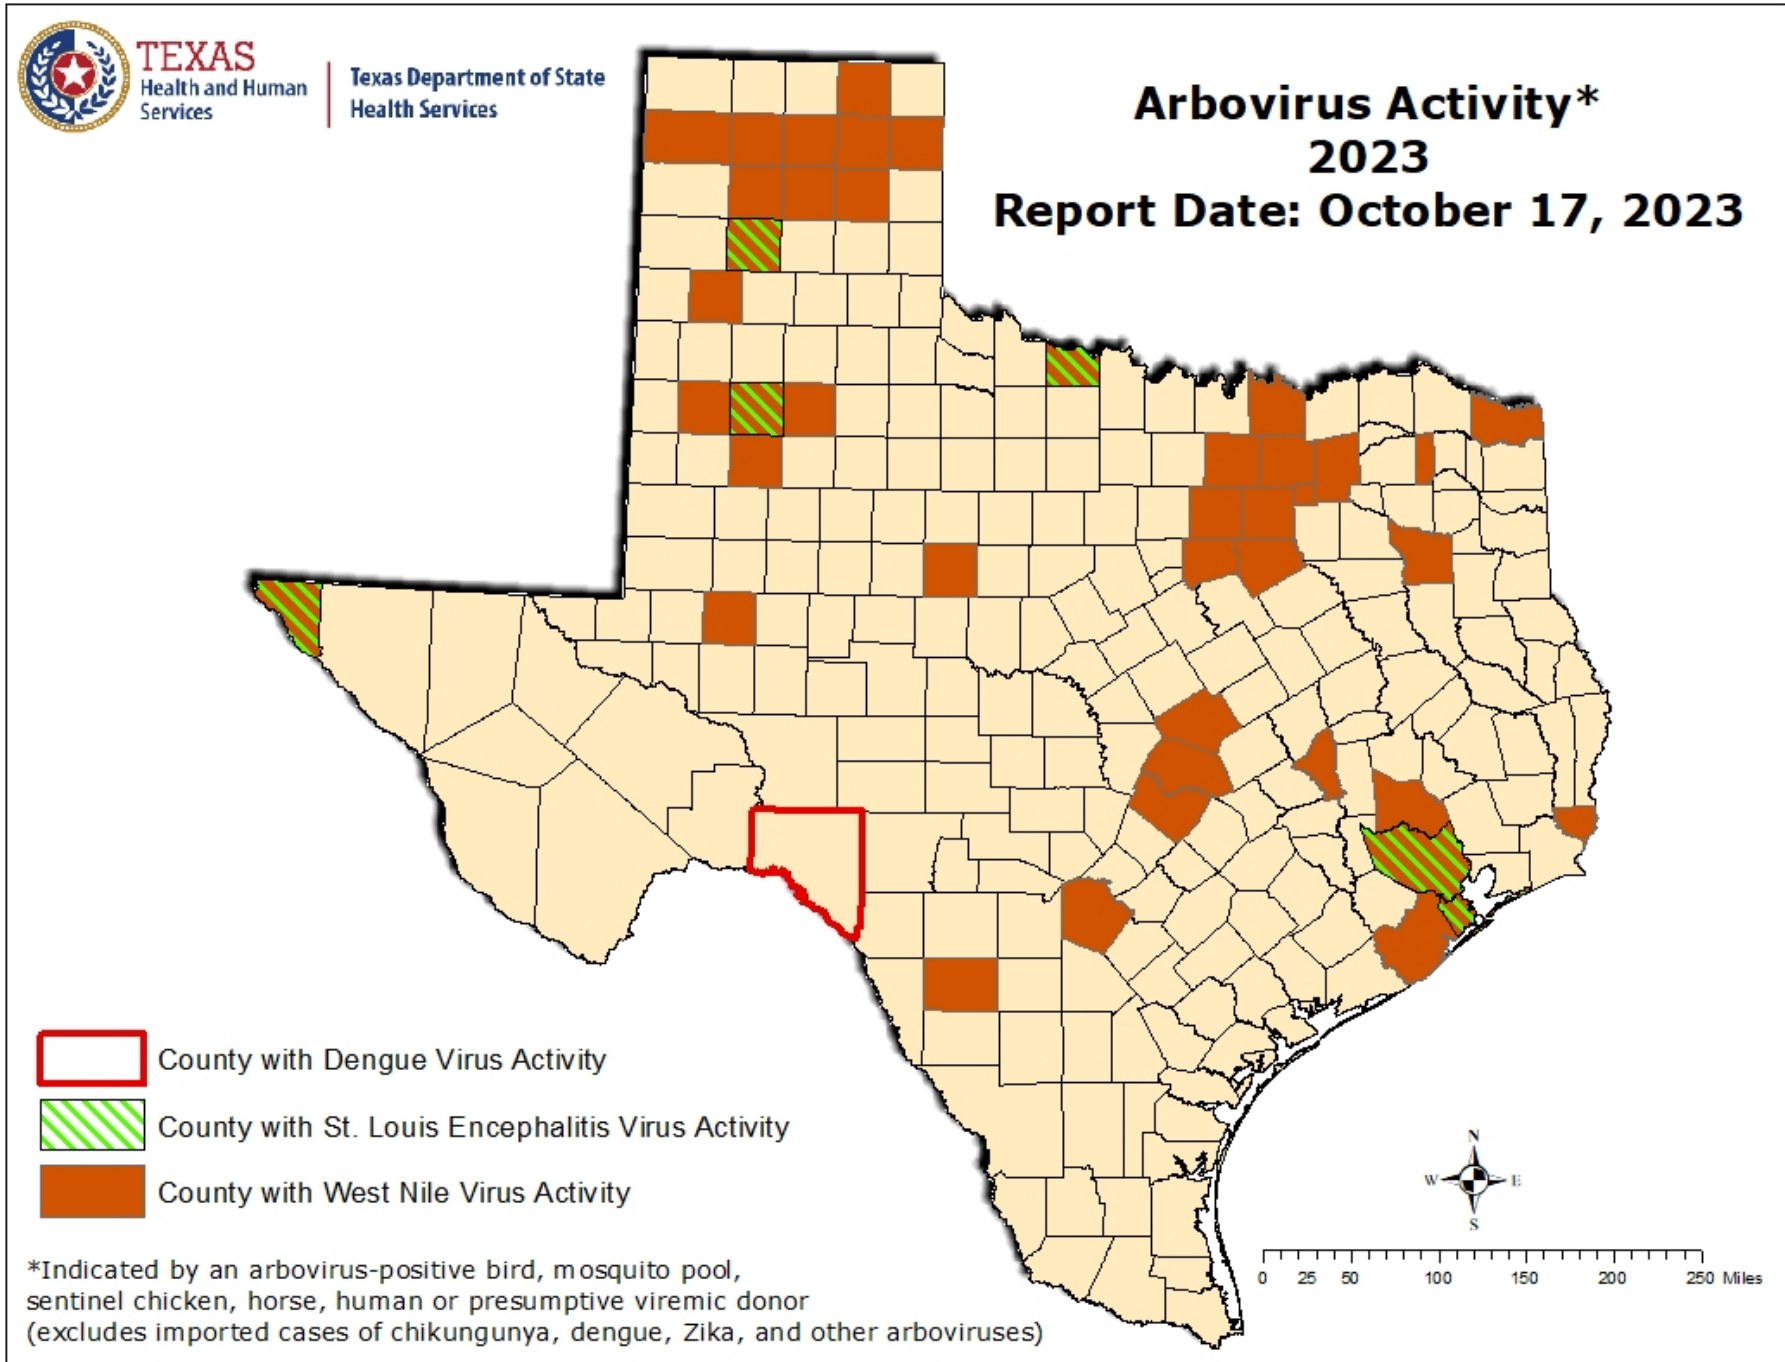 TEXAS
Health and Human
Services
Texas Department of State
Health Services
Arbovirus Activity*
2023
Report Date: October 17, 2023
County with Dengue Virus Activity
County with St. Louis Encephalitis Virus Activity
County with West Nile Virus Activity
*Indicated by an arbovirus-positive bird, mosquito pool,
sentinel chicken, horse, human or presumptive viremic donor
(excludes imported cases of chikungunya, dengue, Zika, and other arboviruses)
N
W E
S
0 25 50 100 150 200 250 Miles